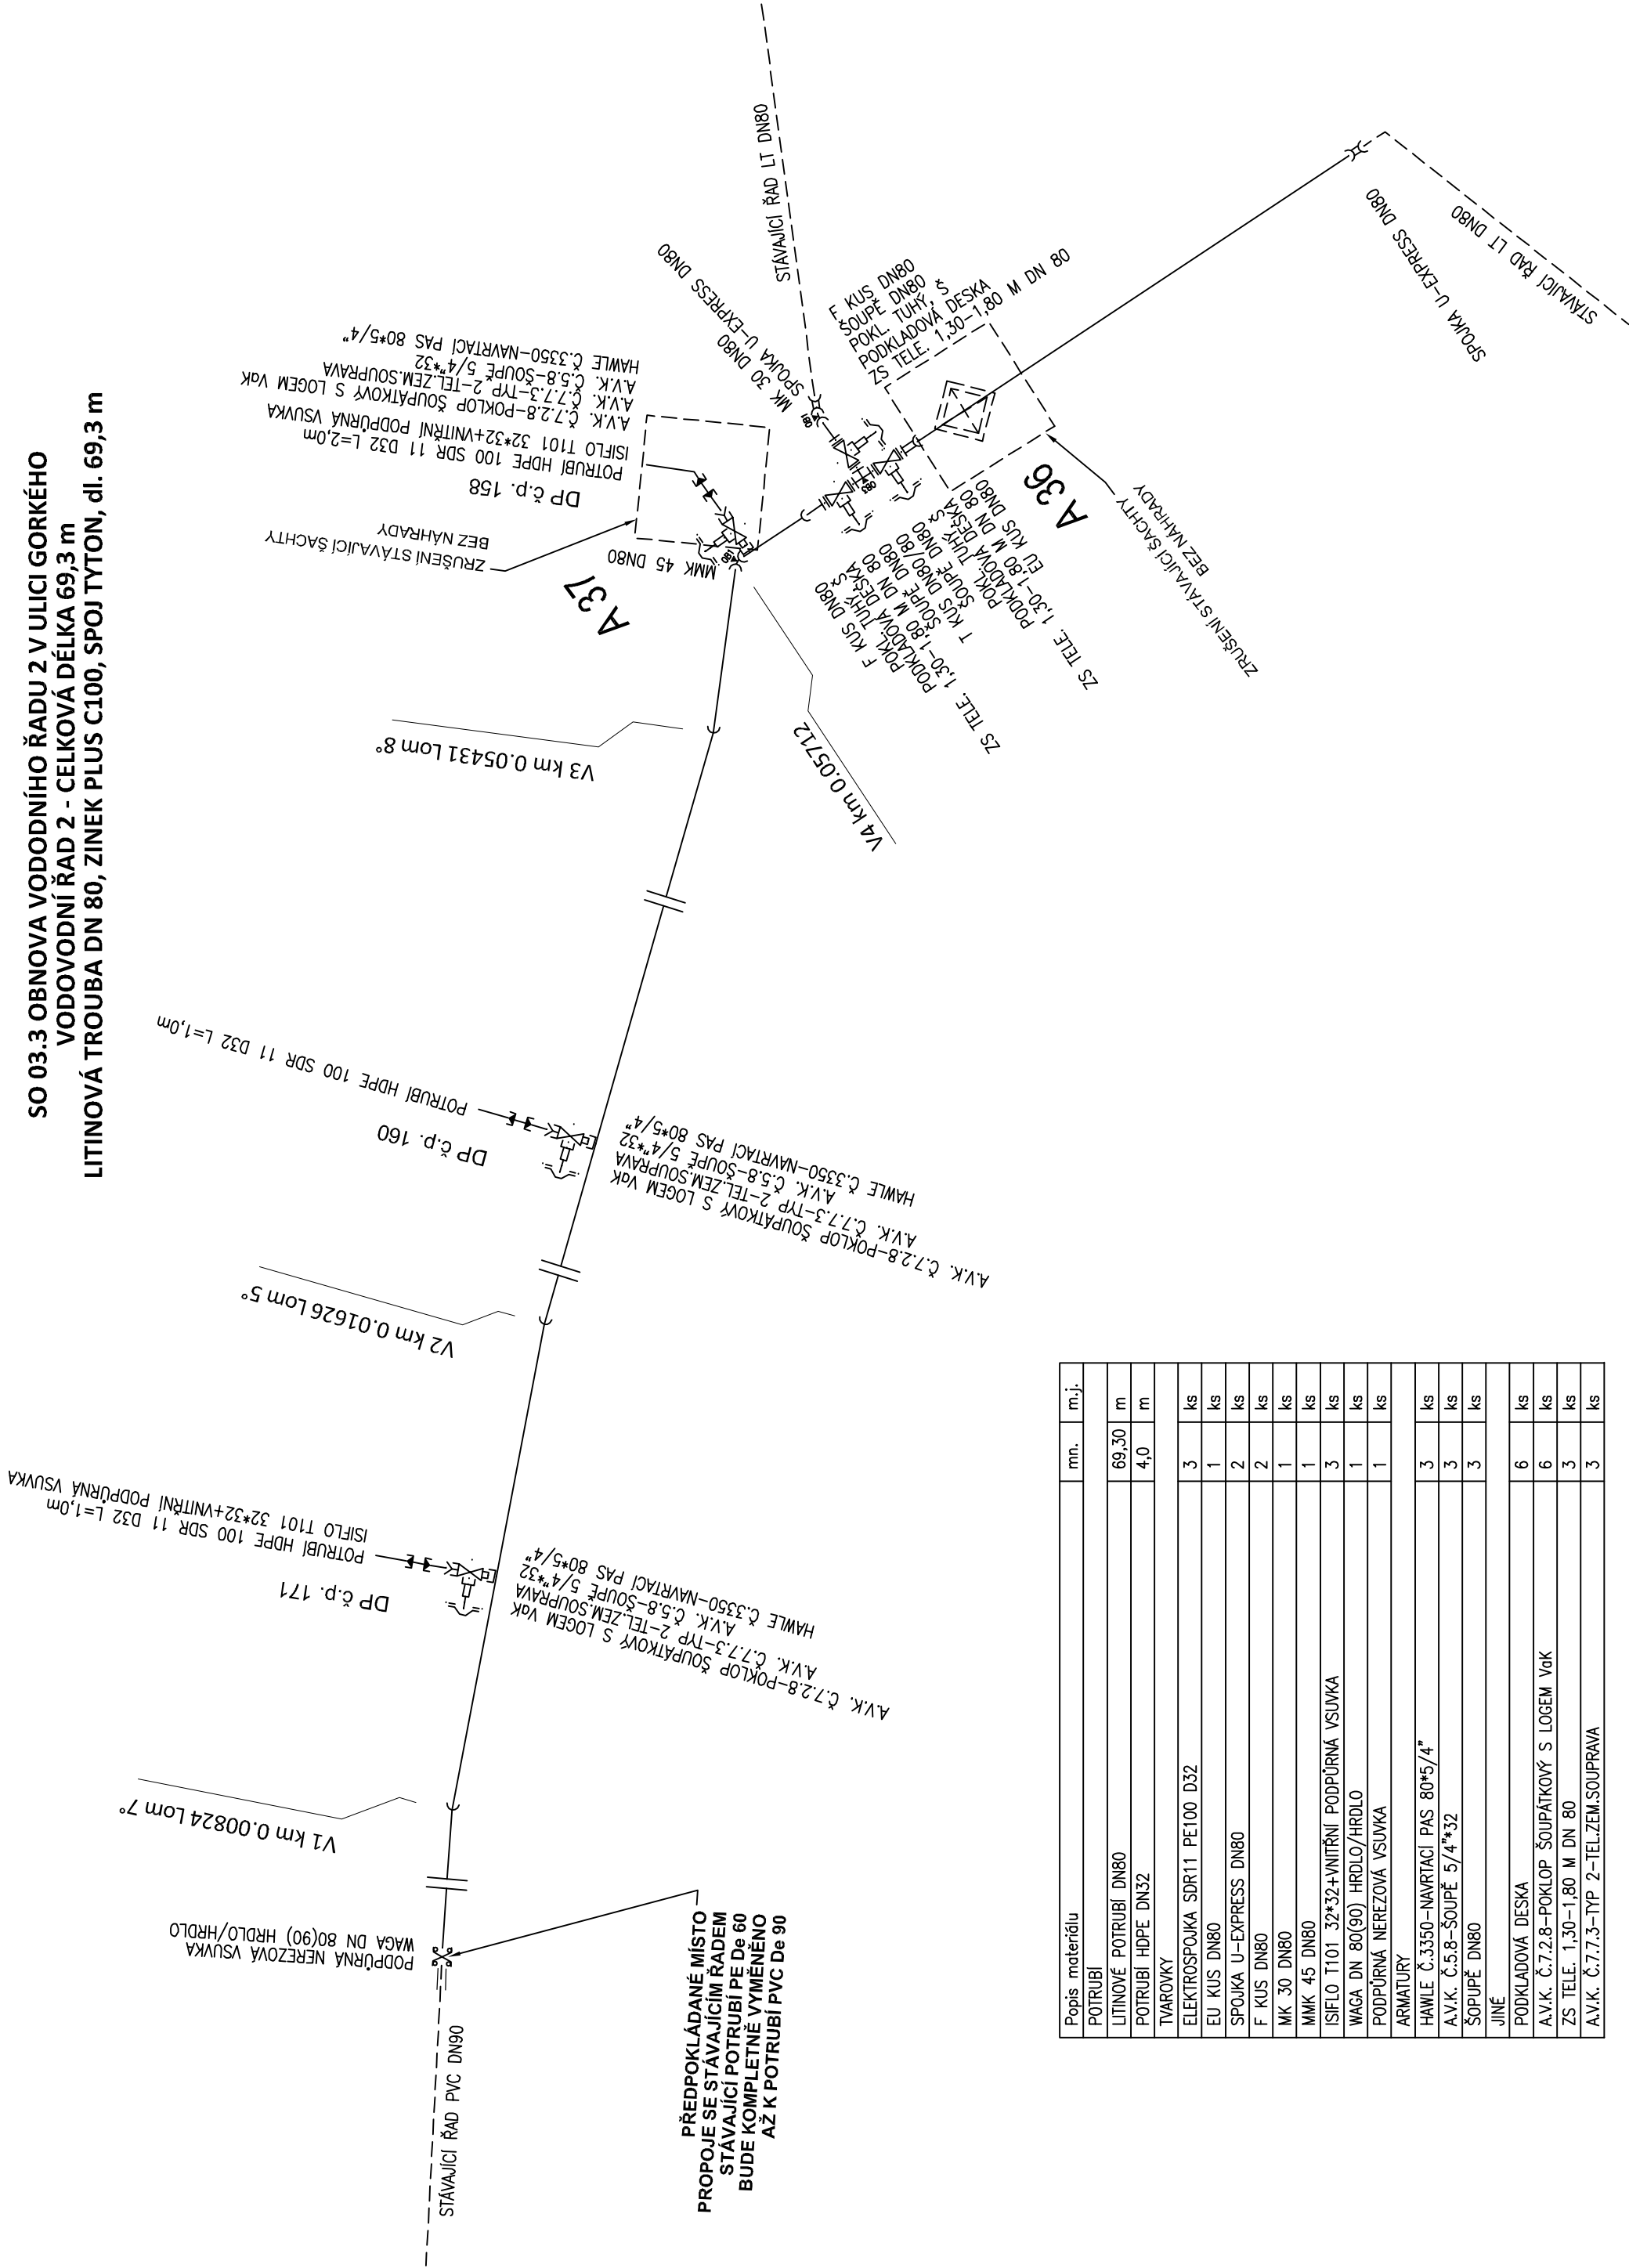 SO 03.3 OBNOVA VODODNÍHO ŘADU 2 V ULICI GORKÉHO
VODOVODNÍ ŘAD 2 - CELKOVÁ DÉLKA 69,3 m
LITINOVÁ TROUBA DN 80, ZINEK PLUS C100, SPOJ TYTON, dl. 69,3 m
STÁVAJÍCÍ ŘAD PVC DN90
PODPŮRNÁ NEREZOVÁ VSUVKA
WAGA DN 80(90) HRDLO/HRDLO
PŘEDPOKLÁDANÉ MÍSTO
PROPOJE SE STÁVAJÍCÍM ŘADEM
STÁVAJÍCÍ POTRUBÍ PE De 60
BUDE KOMPLETNĚ VYMĚNĚNO
AŽ K POTRUBÍ PVC De 90
V1 km 0.00824 Lom 7°
DP č.p. 171
POTRUBÍ HDPE 100 SDR 11 D32 L=1,0m
ISIFLO T101 32*32+VNITŘNÍ PODPŮRNÁ VSUVKA
HAWLE Č.3350-NAVRTACÍ PAS 80*5/4"
A.V.K. Č.5.8-ŠOUPĚ 5/4"*32
A.V.K. Č.7.7.3-TYP 2-TEL.ZEM.SOUPRAVA
A.V.K. Č.7.2.8-POKLOP ŠOUPÁTKOVÝ S LOGEM VaK
V2 km 0.01626 Lom 5°
DP č.p. 160
POTRUBÍ HDPE 100 SDR 11 D32 L=1,0m
HAWLE Č.3350-NAVRTACÍ PAS 80*5/4"
A.V.K. Č.5.8-ŠOUPĚ 5/4"*32
A.V.K. Č.7.7.3-TYP 2-TEL.ZEM.SOUPRAVA
A.V.K. Č.7.2.8-POKLOP ŠOUPÁTKOVÝ S LOGEM VaK
V3 km 0.05431 Lom 8°
V4 km 0.05712
A 37
MMK 45 DN80
ZRUŠENÍ STÁVAJÍCÍ ŠACHTY
BEZ NÁHRADY
DP č.p. 158
POTRUBÍ HDPE 100 SDR 11 D32 L=2,0m
ISIFLO T101 32*32+VNITŘNÍ PODPŮRNÁ VSUVKA
A.V.K. Č.7.2.8-POKLOP ŠOUPÁTKOVÝ S LOGEM VaK
A.V.K. Č.7.7.3-TYP 2-TEL.ZEM.SOUPRAVA
A.V.K. Č.5.8-ŠOUPĚ 5/4"*32
HAWLE Č.3350-NAVRTACÍ PAS 80*5/4"
MK 30 DN80
SPOJKA U-EXPRESS DN80
STÁVAJÍCÍ ŘAD LT DN80
F KUS DN80
ŠOUPĚ DN80
POKL. TUHÝ, Š
PODKLADOVÁ DESKA
ZS TELE. 1,30-1,80 M DN 80
F KUS DN80
POKL. TUHÝ Š
PODKLADOVÁ DESKA
ZS TELE. 1,30-1,80 M DN 80
ŠOUPĚ DN80
T KUS DN80/80
ŠOUPĚ DN80
POKL. TUHÝ Š
PODKLADOVÁ DESKA
ZS TELE. 1,30-1,80 M DN 80
EU KUS DN80
A 36
ZRUŠENÍ STÁVAJÍCÍ ŠACHTY
BEZ NÁHRADY
SPOJKA U-EXPRESS DN80
STÁVAJÍCÍ ŘAD LT DN80
Popis materiálu mn. m.j.
POTRUBÍ
LITINOVÉ POTRUBÍ DN80 69,30 m
POTRUBÍ HDPE DN32 4,0 m
TVAROVKY
ELEKTROSPOJKA SDR11 PE100 D32 3 ks
EU KUS DN80 1 ks
SPOJKA U-EXPRESS DN80 2 ks
F KUS DN80 2 ks
MK 30 DN80 1 ks
MMK 45 DN80 1 ks
ISIFLO T101 32*32+VNITŘNÍ PODPŮRNÁ VSUVKA 3 ks
WAGA DN 80(90) HRDLO/HRDLO 1 ks
PODPŮRNÁ NEREZOVÁ VSUVKA 1 ks
ARMATURY
HAWLE Č.3350-NAVRTACÍ PAS 80*5/4" 3 ks
A.V.K. Č.5.8-ŠOUPĚ 5/4"*32 3 ks
ŠOPUPĚ DN80 3 ks
JINÉ
PODKLADOVÁ DESKA 6 ks
A.V.K. Č.7.2.8-POKLOP ŠOUPÁTKOVÝ S LOGEM VaK 6 ks
ZS TELE. 1,30-1,80 M DN 80 3 ks
A.V.K. Č.7.7.3-TYP 2-TEL.ZEM.SOUPRAVA 3 ks